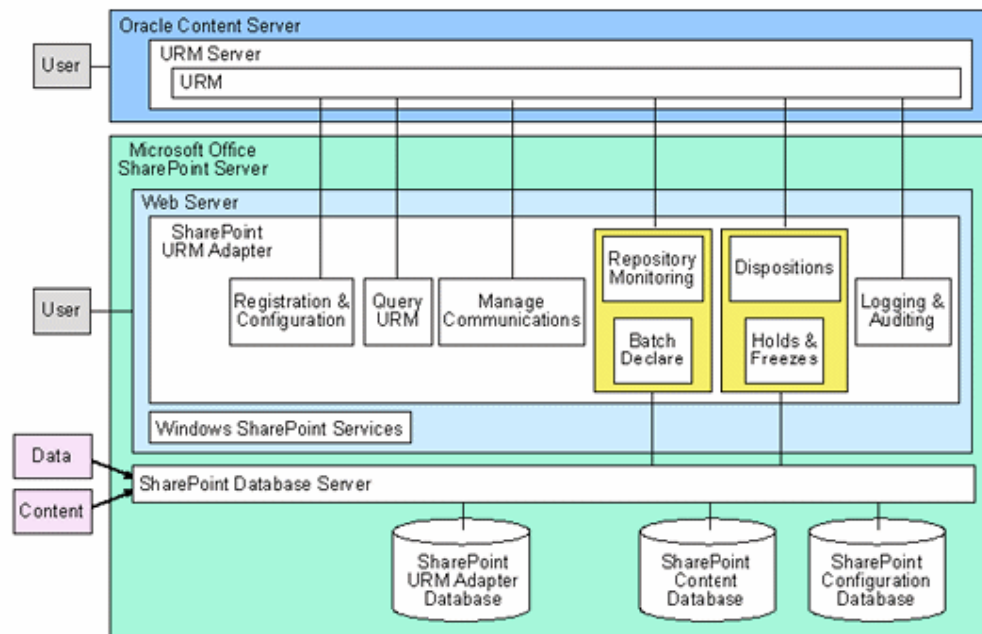 Oracle Content Server
URM Server
URM
User
Microsoft Office
SharePoint Server
Web Server
SharePoint
URM Adapter
Registration &
Configuration
Query
URM
Manage
Communications
Repository
Monitoring
Batch
Declare
Dispositions
Holds &
Freezes
Logging &
Auditing
User
Windows SharePoint Services
Data
Content
SharePoint Database Server
SharePoint
URM Adapter
Database
SharePoint
Content
Database
SharePoint
Configuration
Database